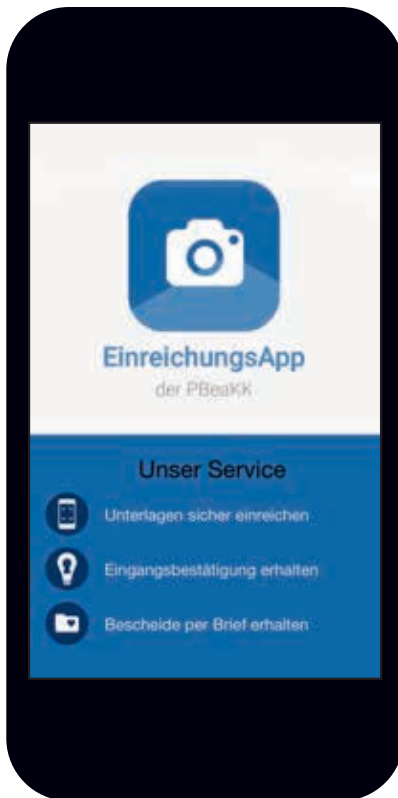 EinreichungsApp
der PBeaKK
Unser Service
Unterlagen sicher einreichen
Eingangsbestätigung erhalten
Bescheide per Brief erhalten